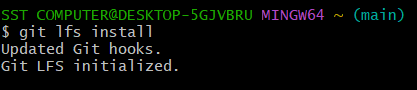 SST COMPUTER@DESKTOP-5GJVBRU MINGW64 ~ (main)
$ git lfs install
Updated Git hooks.
Git LFS initialized.